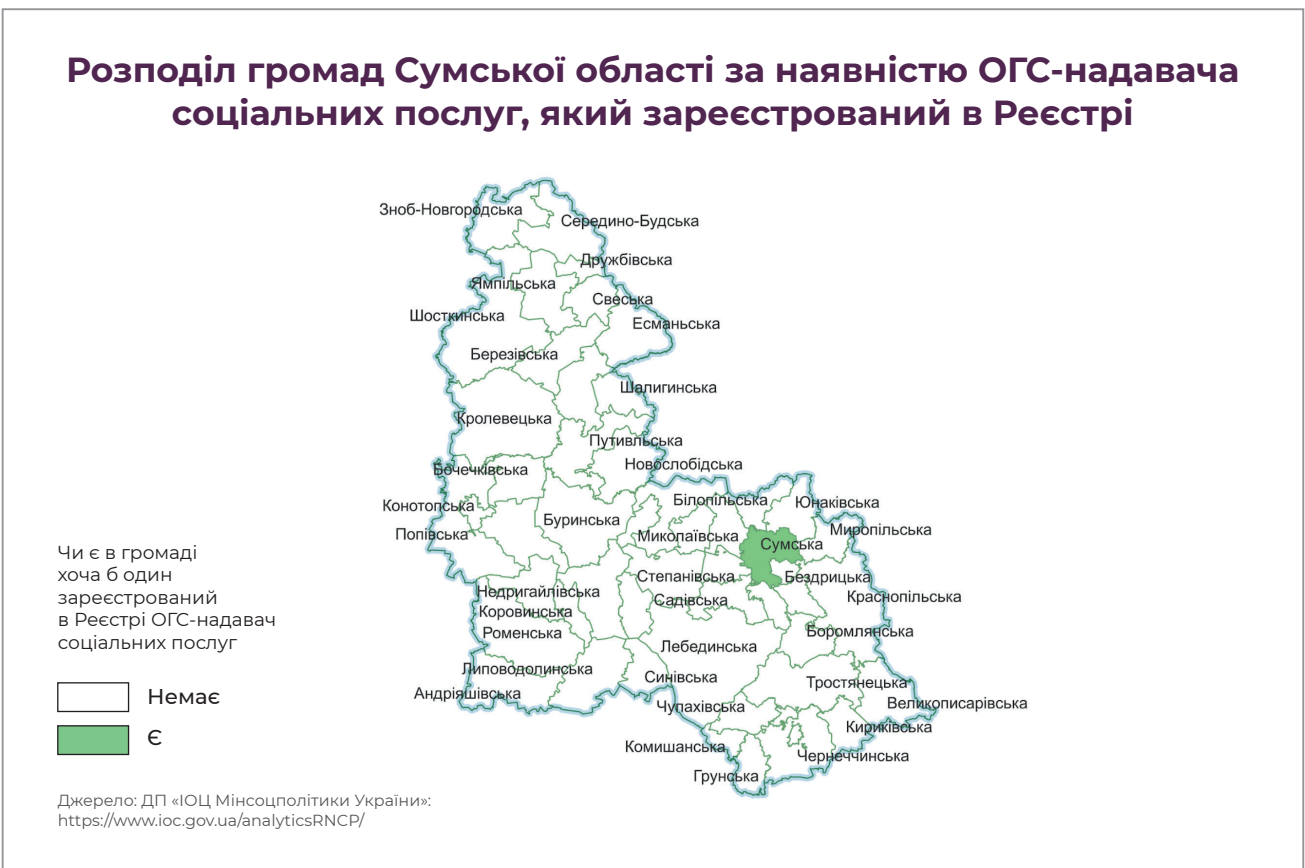 Розподіл громад Сумської області за наявністю ОГС-надавача
соціальних послуг, який зареєстрований в Реєстрі
Зноб-Новгородська
Середино-Будська
Дружбівська
Ямпільська
Свеська
Шосткинська
Есманьська
Березівська
Шалигинська
Кролевецька
Путивльська
Новослобідська
Бочечківська
Білопільська
Юнаківська
Конотопська
Буринська
Миропільська
Попівська
Миколаївська
Сумська
Степанівська
Бездрицька
Недригайлівська
Садівська
Краснопільська
Коровинська
Роменська
Боромлянська
Лебединська
Липоводолинська
Синівська
Тростянецька
Андріяшівська
Чупахівська
Великописарівська
Кириківська
Комишанська
Чернеччинська
Грунська
Чи є в громаді
хоча б один
зареєстрований
в Реєстрі ОГС-надавач
соціальних послуг
Немає
Є
Джерело: ДП «ІОЦ Мінсоцполітики України»:
https://www.ioc.gov.ua/analyticsRNCP/